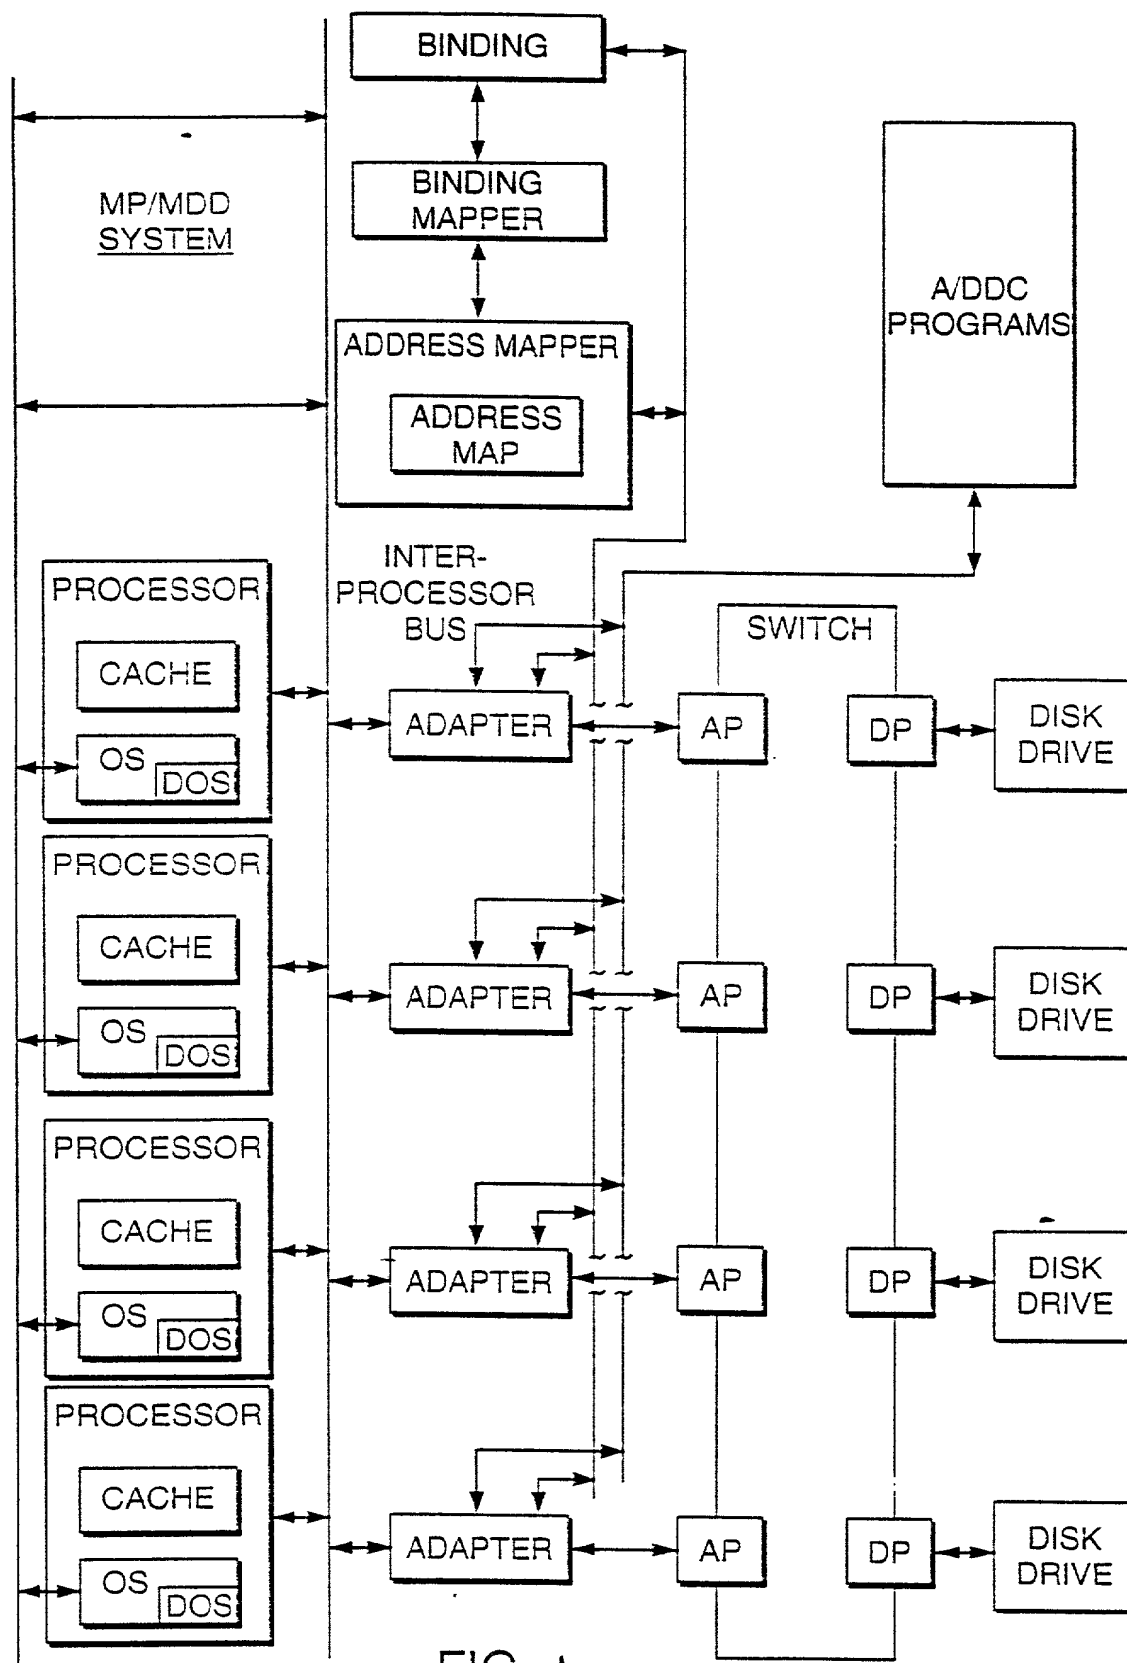 BINDING
BINDING
MAPPER
MP/MDD
SYSTEM
ADDRESS MAPPER
ADDRESS
MAP
A/DDC
PROGRAMS
INTER-
PROCESSOR
BUS
SWITCH
PROCESSOR
CACHE
OS
DOS
ADAPTER
AP
DP
DISK
DRIVE
PROCESSOR
CACHE
OS
DOS
ADAPTER
AP
DP
DISK
DRIVE
PROCESSOR
CACHE
OS
DOS
ADAPTER
AP
DP
DISK
DRIVE
PROCESSOR
CACHE
OS
DOS
ADAPTER
AP
DP
DISK
DRIVE
FIG.